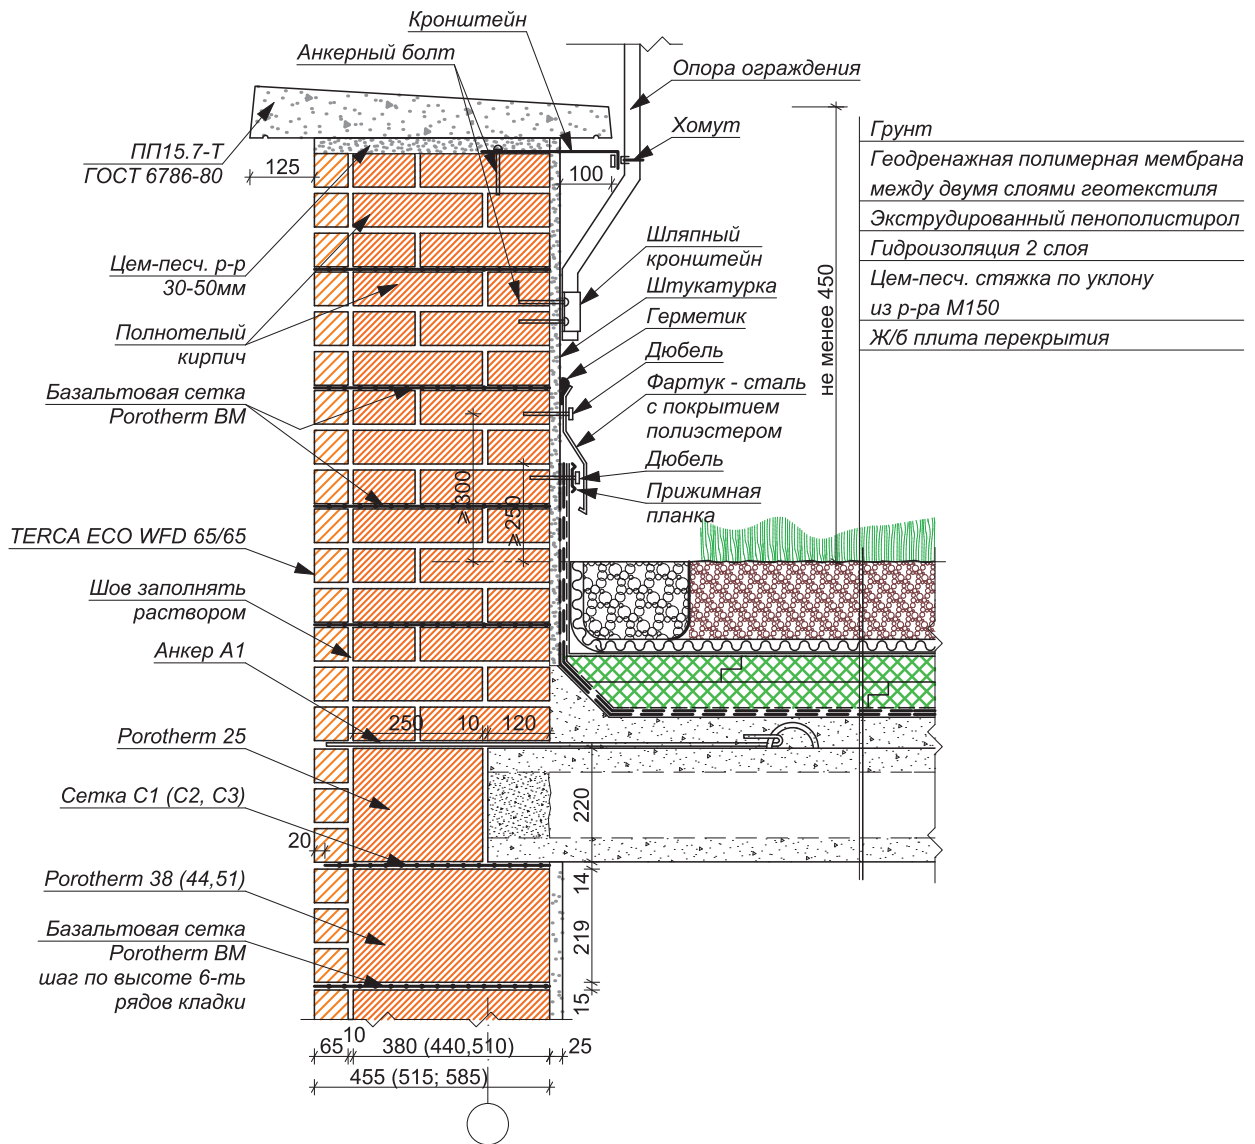 Кронштейн
Анкерный болт
Опора ограждения
Хомут
ПП15.7-Т
ГОСТ 6786-80
125
100
Грунт
Геодренажная полимерная мембрана
между двумя слоями геотекстиля
Экструдированный пенополистирол
Гидроизоляция 2 слоя
Цем-песч. стяжка по уклону
из р-ра М150
Ж/б плита перекрытия
не менее 450
Цем-песч. р-р
30-50мм
Шляпный
кронштейн
Штукатурка
Герметик
Дюбель
Фартук - сталь
с покрытием
полиэстером
Дюбель
Прижимная
планка
Полнотелый
кирпич
Базальтовая сетка
Porotherm BM
⩾300
⩾250
TERCA ECO WFD 65/65
Шов заполнять
раствором
Анкер А1
250
10
120
Porotherm 25
Сетка С1 (С2, С3)
220
20
Porotherm 38 (44,51)
14
219
Базальтовая сетка
Porotherm BM
шаг по высоте 6-ть
рядов кладки
15
65
10
380 (440,510)
25
455 (515; 585)